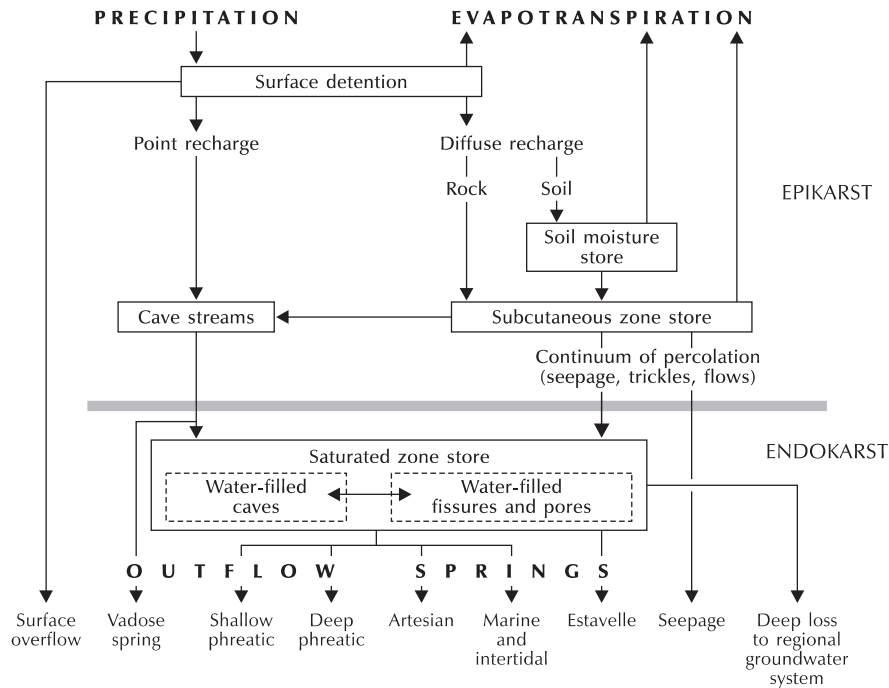 PRECIPITATION
EVAPOTRANSPIRATION
Surface detention
Point recharge
Diffuse recharge
Rock
Soil
EPIKARST
Soil moisture
store
Cave streams
Subcutaneous zone store
Continuum of percolation
(seepage, trickles, flows)
ENDOKARST
Saturated zone store
Water-filled
caves
Water-filled
fissures and pores
OUTFLOW SPRINGS
Surface
overflow
Vadose
spring
Shallow
phreatic
Deep
phreatic
Artesian
Marine
and
intertidal
Estavelle
Seepage
Deep loss
to regional
groundwater
system